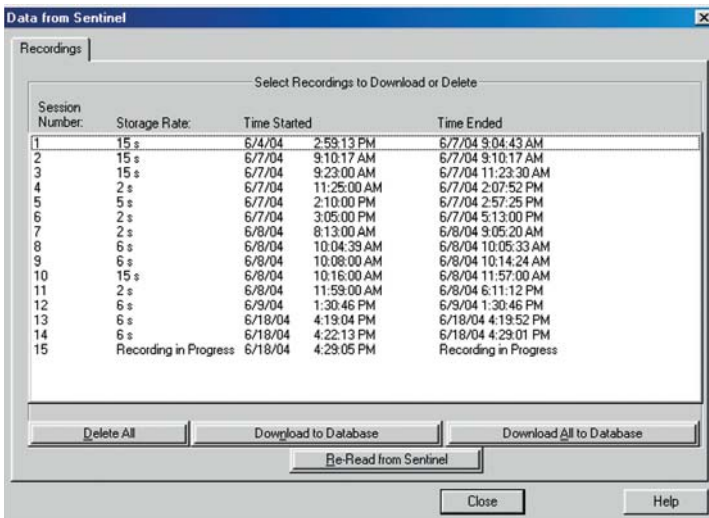 Data from Sentinel
Recordings
Select Recordings to Download or Delete
Session
Number: Storage Rate: Time Started Time Ended
1 15 s 6/4/04 2:59:13 PM 6/7/04 9:04:43 AM
2 15 s 6/7/04 9:10:17 AM 6/7/04 9:10:17 AM
3 15 s 6/7/04 9:23:00 AM 6/7/04 11:23:30 AM
4 2 s 6/7/04 11:25:00 AM 6/7/04 2:07:52 PM
5 5 s 6/7/04 2:10:00 PM 6/7/04 2:57:25 PM
6 2 s 6/7/04 3:05:00 PM 6/7/04 5:13:00 PM
7 2 s 6/8/04 8:13:00 AM 6/8/04 9:05:20 AM
8 6 s 6/8/04 10:04:39 AM 6/8/04 10:05:33 AM
9 6 s 6/8/04 10:08:00 AM 6/8/04 10:14:24 AM
10 15 s 6/8/04 10:16:00 AM 6/8/04 11:57:00 AM
11 2 s 6/8/04 11:59:00 AM 6/8/04 6:11:12 PM
12 6 s 6/9/04 1:30:46 PM 6/9/04 1:30:46 PM
13 6 s 6/18/04 4:19:04 PM 6/18/04 4:19:52 PM
14 6 s 6/18/04 4:22:13 PM 6/18/04 4:29:01 PM
15 Recording in Progress 6/18/04 4:29:05 PM Recording in Progress
Delete All Download to Database Download All to Database
Re-Read from Sentinel
Close Help